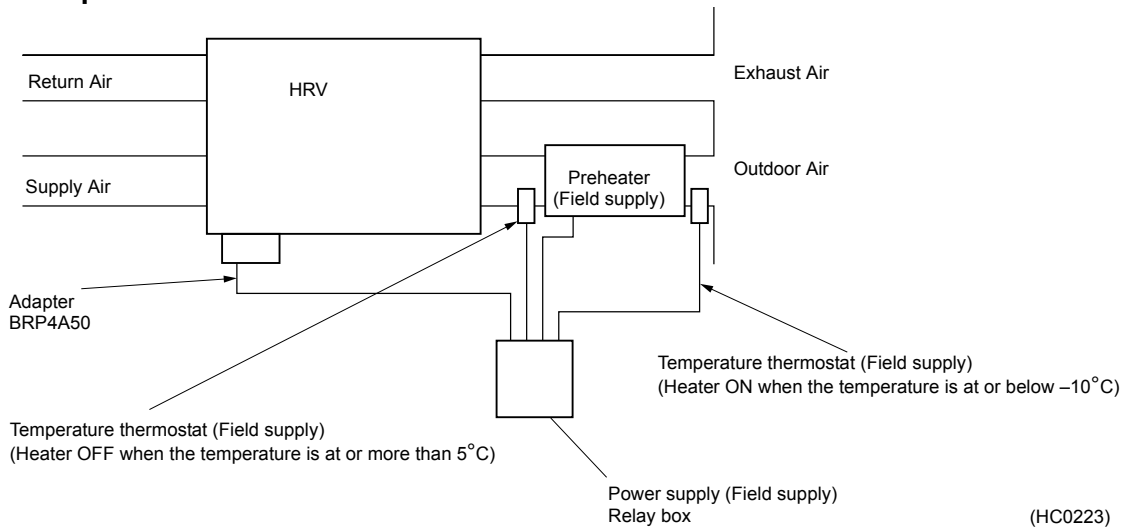 Return Air
HRV
Exhaust Air
Supply Air
Preheater
(Field supply)
Outdoor Air
Adapter
BRP4A50
Temperature thermostat (Field supply)
(Heater ON when the temperature is at or below –10°C)
Temperature thermostat (Field supply)
(Heater OFF when the temperature is at or more than 5°C)
Power supply (Field supply)
Relay box
(HC0223)